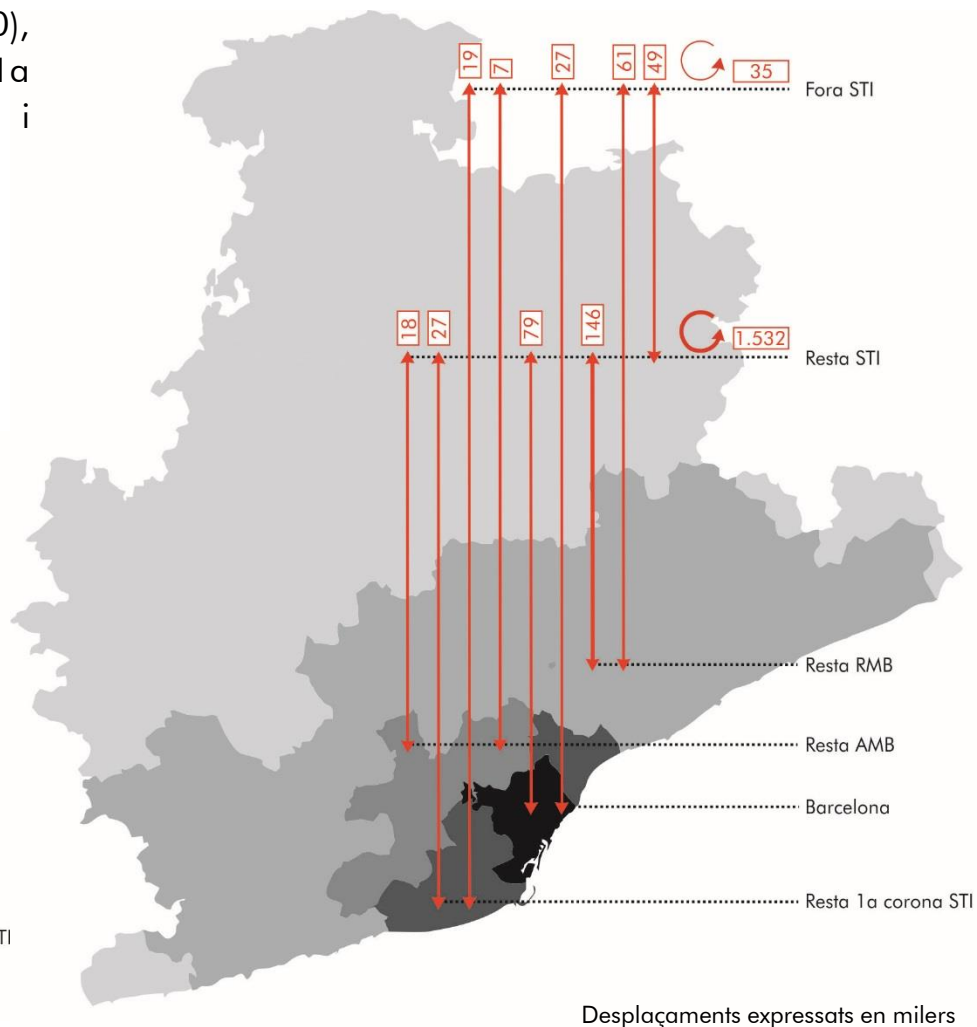 0),
la
i
19
7
27
61
49
35
Fora STI
18
27
79
146
1.532
Resta STI
Resta RMB
Resta AMB
Barcelona
Resta 1a corona STI
TI
Desplaçaments expressats en milers